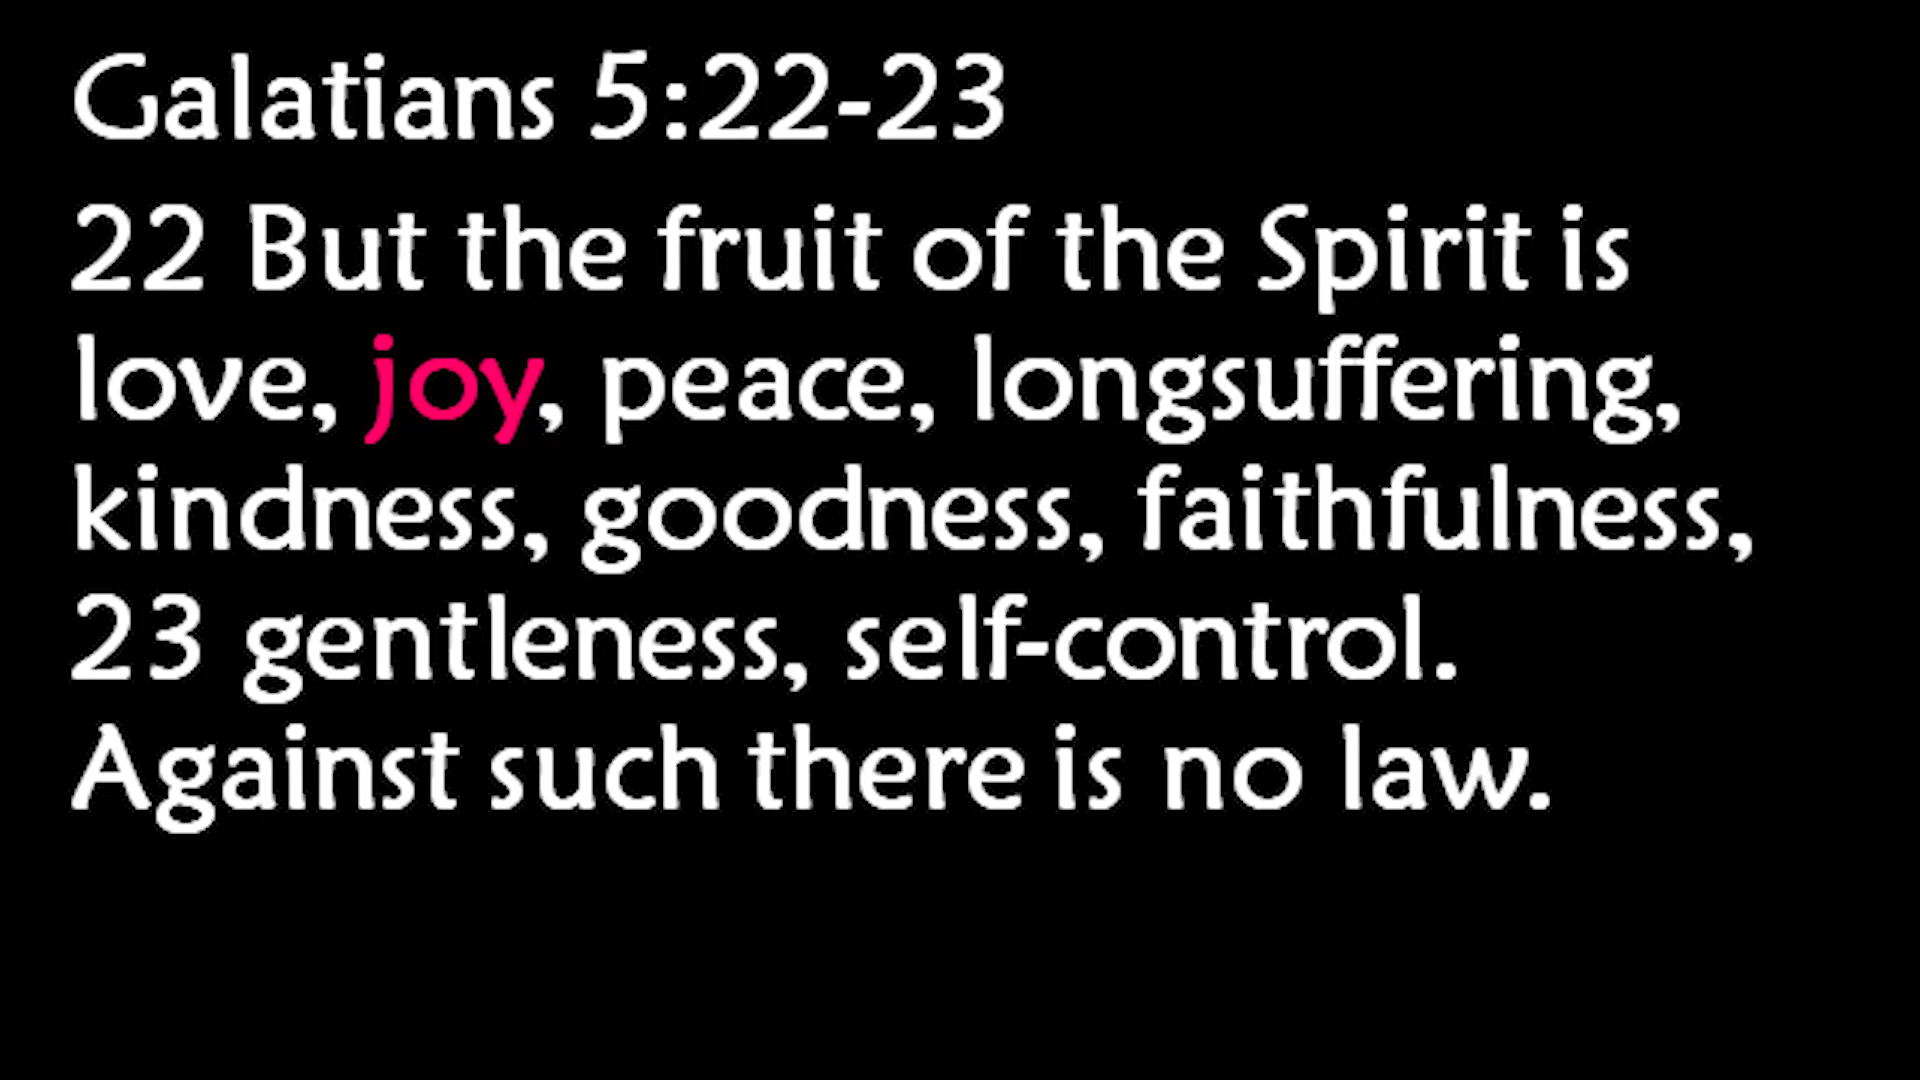 Galatians 5:22-23
22 But the fruit of the Spirit is
love, joy, peace, longsuffering,
kindness, goodness, faithfulness,
23 gentleness, self-control.
Against such there is no law.